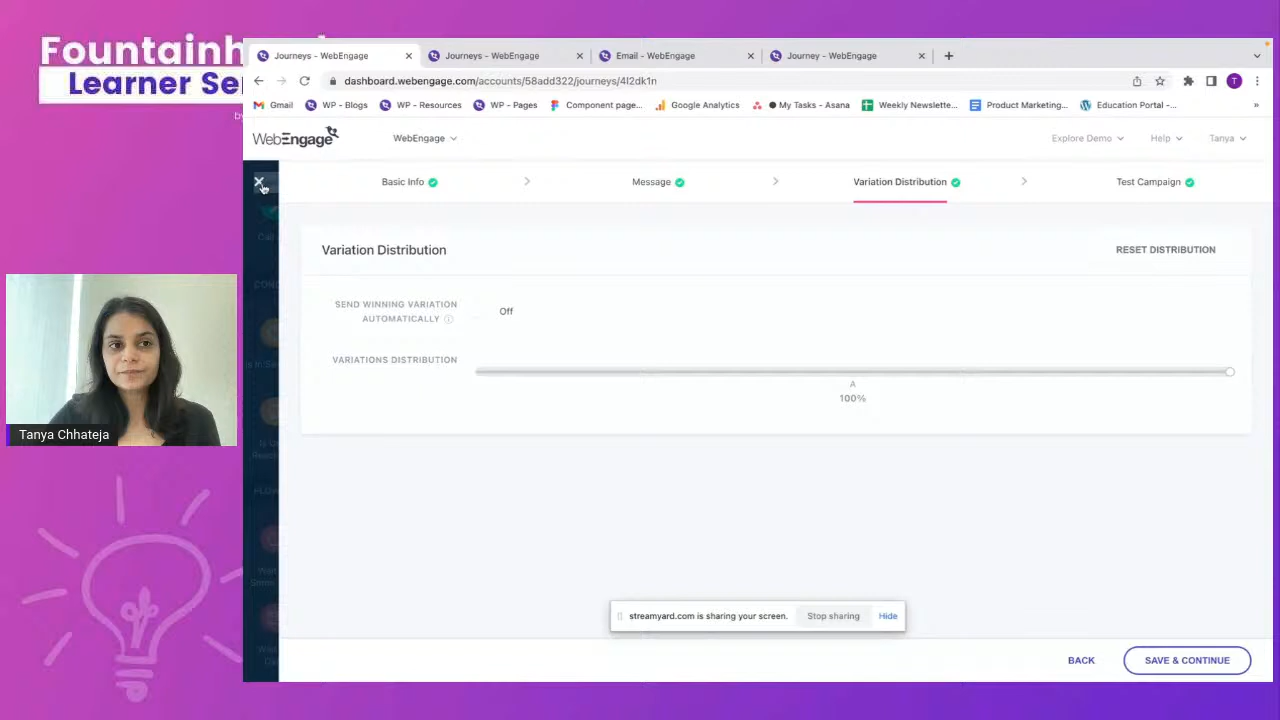 Fountainh
Learner Se
by
Journeys - WebEngage
Journeys - WebEngage
Email - WebEngage
Journey - WebEngage
dashboard.webengage.com/accounts/58add322/journeys/4l2dk1n
T
Gmail
WP - Blogs
WP - Resources
WP - Pages
Component page...
Google Analytics
My Tasks - Asana
Weekly Newslette...
Product Marketing...
Education Portal -...
WebEngage
WebEngage
Explore Demo
Help
Tanya
Basic Info
Message
Variation Distribution
Test Campaign
Call
COND
Variation Distribution
RESET DISTRIBUTION
SEND WINNING VARIATION
AUTOMATICALLY
Off
VARIATIONS DISTRIBUTION
A
100%
Tanya Chhateja
FLOW
streamyard.com is sharing your screen.
Stop sharing
Hide
BACK
SAVE & CONTINUE